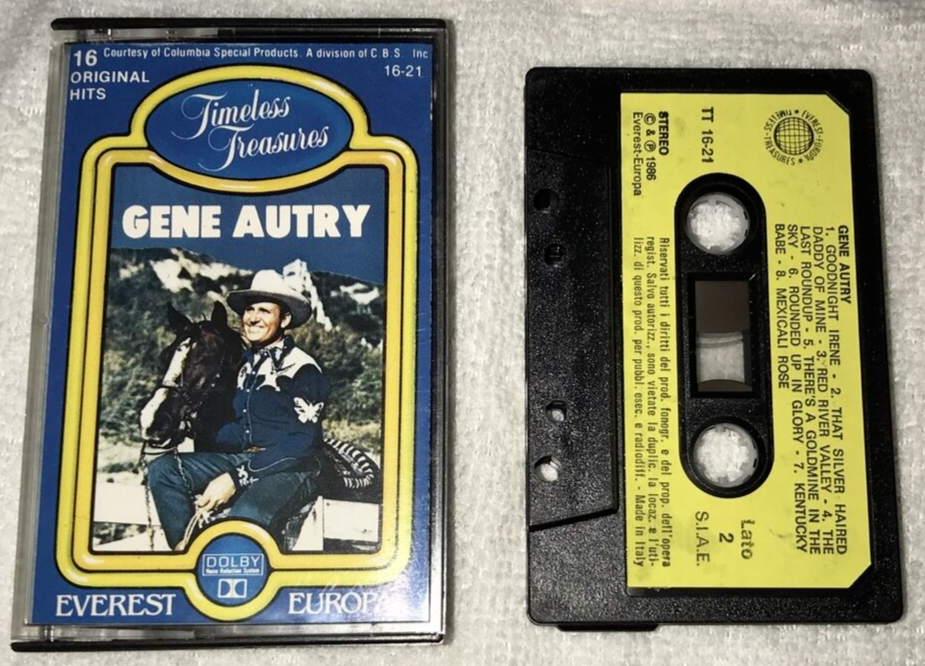 16 Courtesy of Columbia Special Products. A division of C.B.S. Inc
ORIGINAL
HITS
16-21
Timeless
Treasures
GENE AUTRY
DOLBY
EVEREST
EUROPA
TT 16-21
STEREO
© & ℗ 1986
Everest-Europa
EVEREST-EUROPA * TIMELESS-TREASURES *
GENE AUTRY
1. GOODNIGHT IRENE - 2. THAT SILVER HAIRED
DADDY OF MINE - 3. RED RIVER VALLEY - 4. THE
LAST ROUNDUP - 5. THERE'S A GOLDMINE IN THE
SKY - 6. ROUNDED UP IN GLORY - 7. KENTUCKY
BABE - 8. MEXICALI ROSE
Lato
2
S.I.A.E.
Riservati tutti i diritti del prod. fonogr. e del prop. dell'opera
regist. Salvo autorizz., sono vietate la duplic. la locaz. e l'uti-
lizz. di questo prod. per pubbl. esec. e radiodiff. - Made in Italy